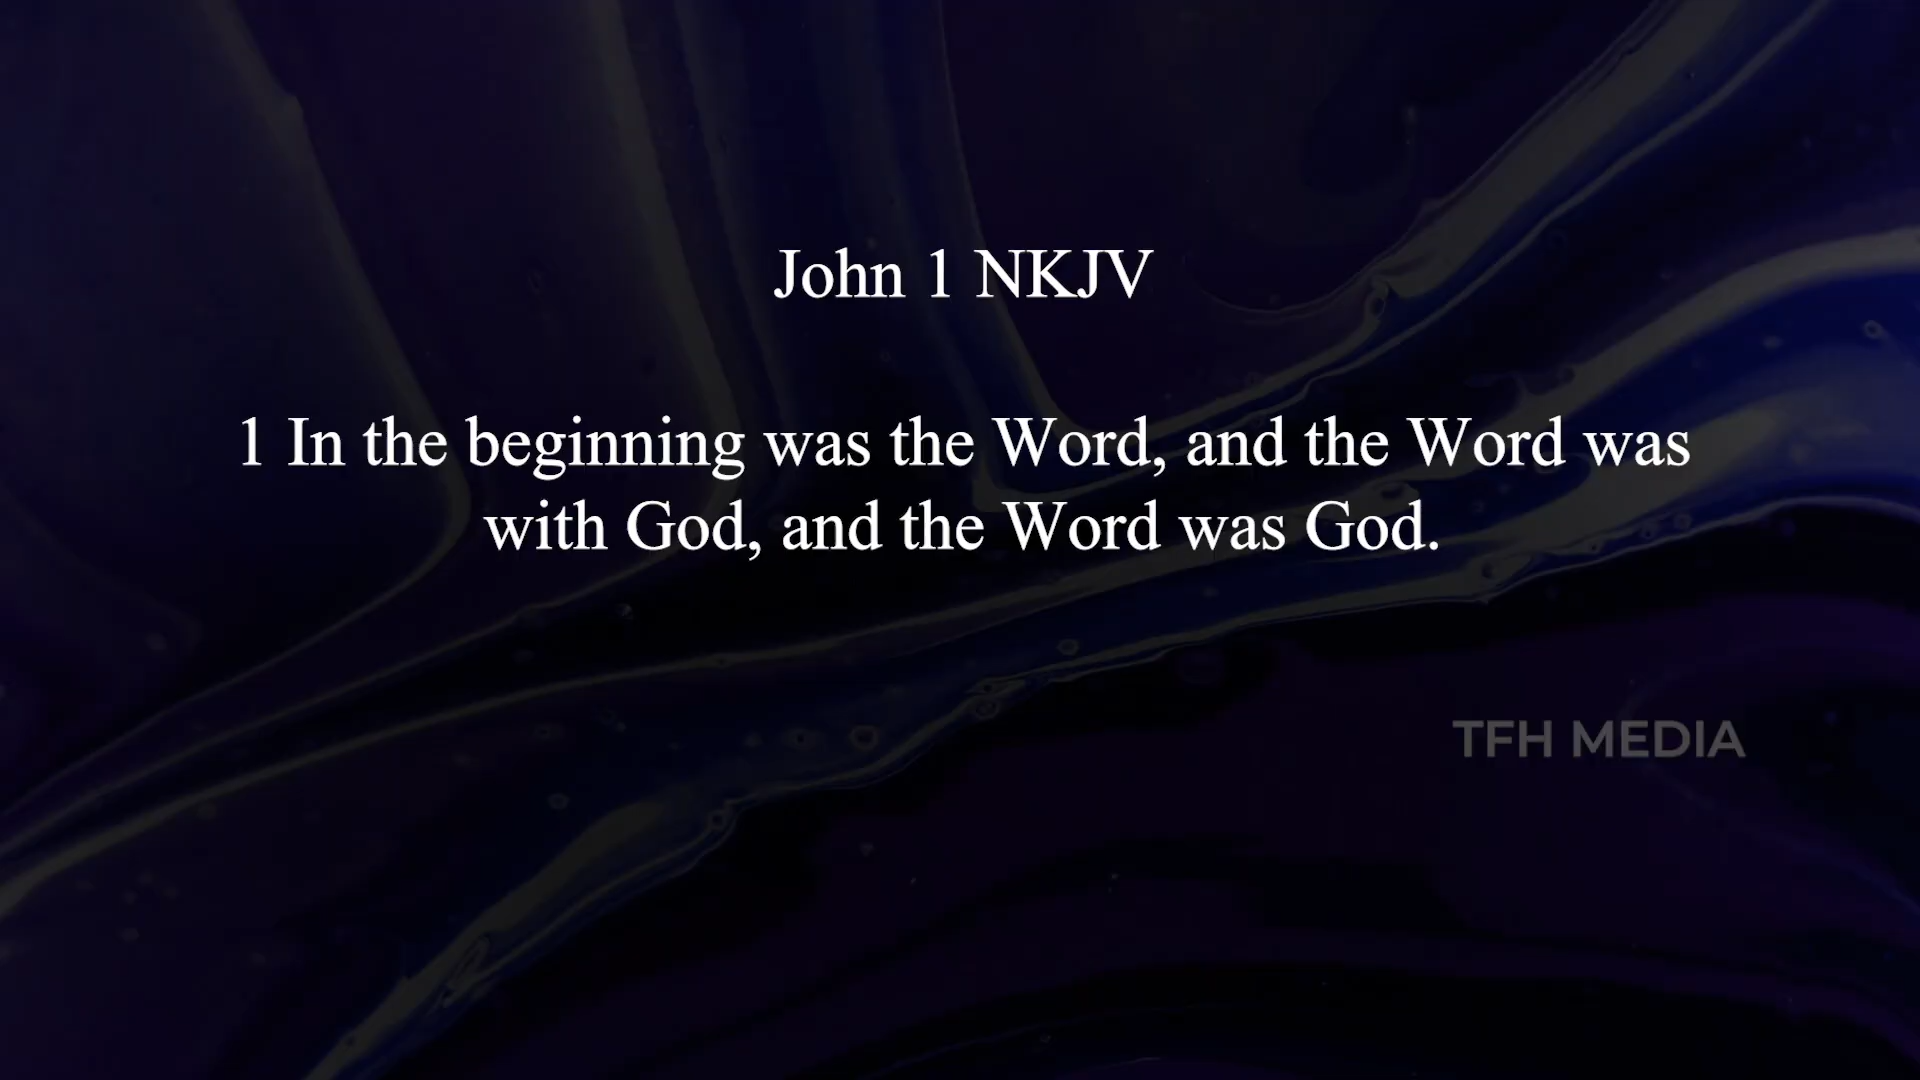 John 1 NKJV
1 In the beginning was the Word, and the Word was
with God, and the Word was God.
TFH MEDIA